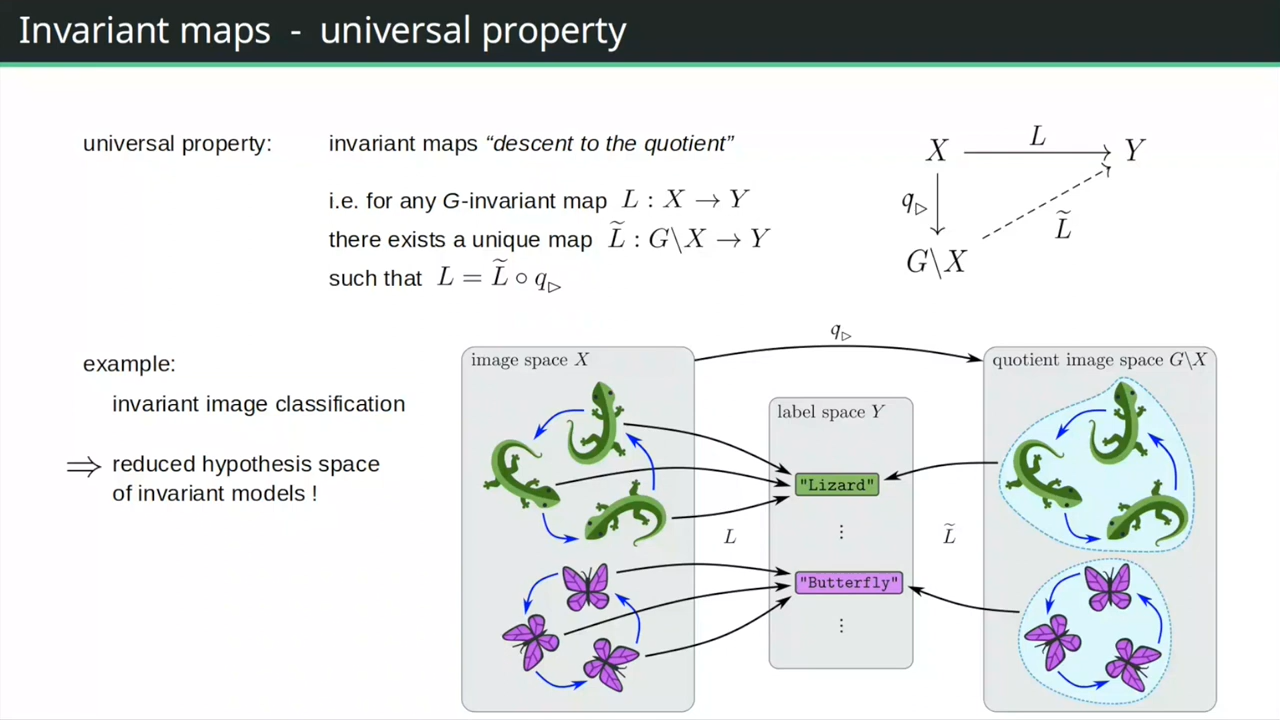 Invariant maps - universal property
universal property:
invariant maps “descent to the quotient”
i.e. for any G-invariant map L : X → Y
there exists a unique map L̃ : G\X → Y
such that L = L̃ ∘ q▷
X
L
Y
q▷
L̃
G\X
example:
invariant image classification
⟹ reduced hypothesis space
of invariant models !
q▷
image space X
label space Y
quotient image space G\X
"Lizard"
⋮
L
L̃
"Butterfly"
⋮